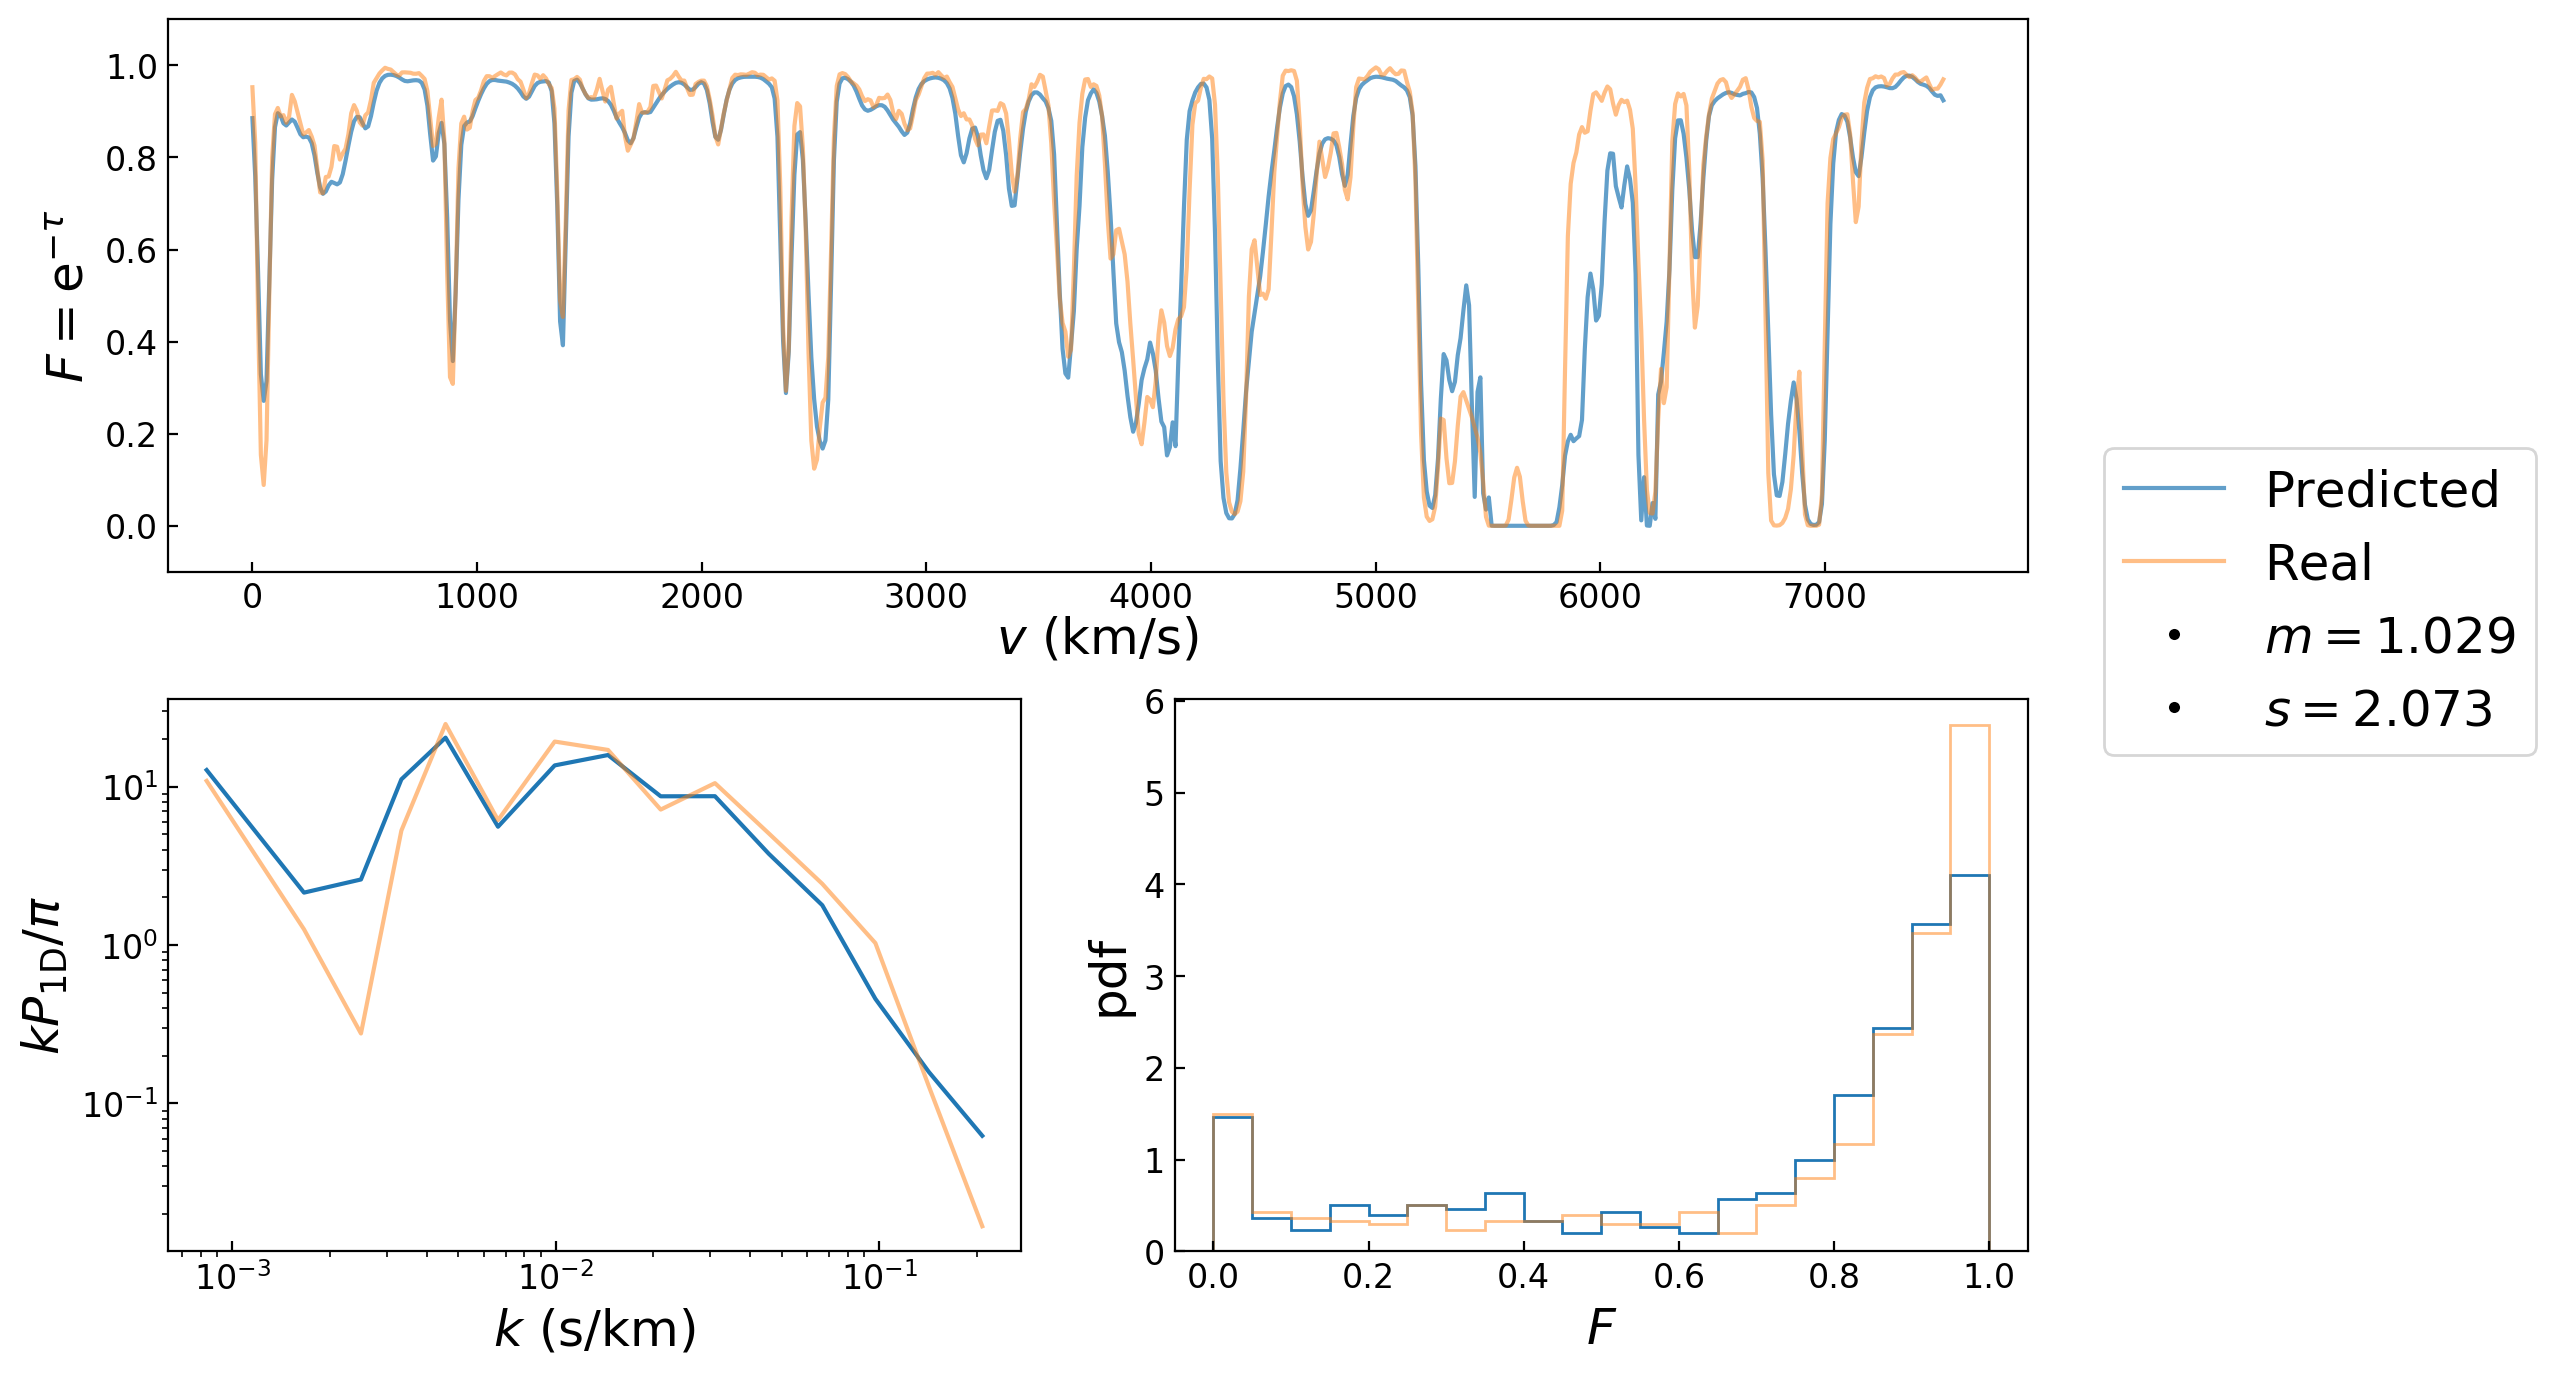 F = e^{−τ}
1.0
0.8
0.6
0.4
0.2
0.0
0 1000 2000 3000 4000 5000 6000 7000
v (km/s)
Predicted
Real
m = 1.029
s = 2.073
kP_{1D}/π
10^1
10^0
10^{−1}
10^{−3} 10^{−2} 10^{−1}
k (s/km)
pdf
6
5
4
3
2
1
0
0.0 0.2 0.4 0.6 0.8 1.0
F